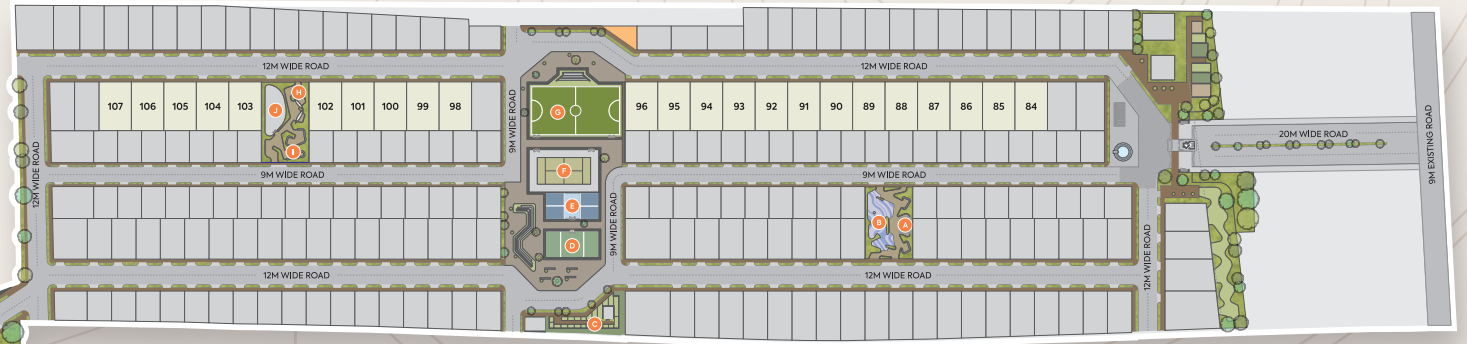 12M WIDE ROAD
12M WIDE ROAD
107 106 105 104 103
H
J
I
102 101 100 99 98
9M WIDE ROAD
G
96 95 94 93 92 91 90 89 88 87 86 85 84
20M WIDE ROAD
9M EXISTING ROAD
12M WIDE ROAD
9M WIDE ROAD
F
9M WIDE ROAD
E
D
9M WIDE ROAD
B
A
12M WIDE ROAD
12M WIDE ROAD
12M WIDE ROAD
C